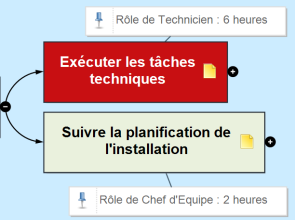 Rôle de Technicien : 6 heures
Exécuter les tâches
techniques
Suivre la planification de
l'installation
Rôle de Chef d'Equipe : 2 heures